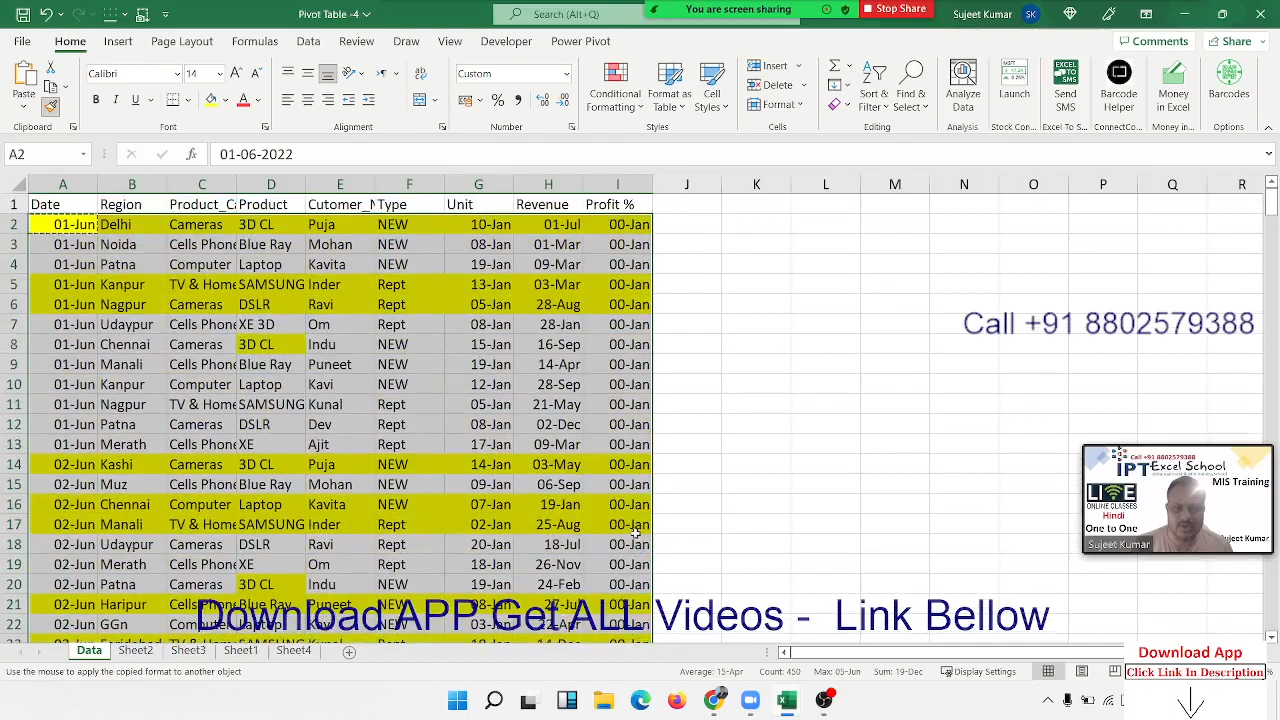 Pivot Table -4
Search (Alt+Q)
You are screen sharing
Stop Share
Sujeet Kumar
SK
File Home Insert Page Layout Formulas Data Review View Developer Power Pivot
Comments Share
Paste
Calibri 14
Custom
Conditional Formatting
Format as Table
Cell Styles
Insert
Delete
Format
Sort & Filter
Find & Select
Analyze Data
Launch
Send SMS
Barcode Helper
Money in Excel
Barcodes
Clipboard Font Alignment Number Styles Cells Editing Analysis School Excel To S... Connector Money in... Barcodes
A2 fx 01-06-2022
A B C D E F G H I J K L M N O P Q R
1 Date Region Product_C Product Cutomer_N Type Unit Revenue Profit %
2 01-Jun Delhi Cameras 3D CL Puja NEW 10-Jan 01-Jul 00-Jan
3 01-Jun Noida Cells Phone Blue Ray Mohan NEW 08-Jan 01-Mar 00-Jan
4 01-Jun Patna Computer Laptop Kavita NEW 19-Jan 09-Mar 00-Jan
5 01-Jun Kanpur TV & Home SAMSUNG Inder Rept 13-Jan 03-Mar 00-Jan
6 01-Jun Nagpur Cameras DSLR Ravi Rept 05-Jan 28-Aug 00-Jan
7 01-Jun Udaypur Cells Phone XE 3D Om Rept 08-Jan 28-Jan 00-Jan
8 01-Jun Chennai Cameras 3D CL Indu Rept 15-Jan 16-Sep 00-Jan
9 01-Jun Manali Cells Phone Blue Ray Puneet NEW 19-Jan 14-Apr 00-Jan
10 01-Jun Kanpur Computer Laptop Kavi NEW 12-Jan 28-Sep 00-Jan
11 01-Jun Nagpur TV & Home SAMSUNG Kunal Rept 05-Jan 21-May 00-Jan
12 01-Jun Patna Cameras DSLR Dev Rept 08-Jan 02-Dec 00-Jan
13 01-Jun Merath Cells Phone XE Ajit Rept 17-Jan 09-Mar 00-Jan
14 02-Jun Kashi Cameras 3D CL Puja NEW 14-Jan 03-May 00-Jan
15 02-Jun Muz Cells Phone Blue Ray Mohan NEW 09-Jan 06-Sep 00-Jan
16 02-Jun Chennai Computer Laptop Kavita NEW 07-Jan 19-Jan 00-Jan
17 02-Jun Manali TV & Home SAMSUNG Inder Rept 02-Jan 25-Aug 00-Jan
18 02-Jun Udaypur Cameras DSLR Ravi Rept 20-Jan 18-Jul 00-Jan
19 02-Jun Merath Cells Phone XE Om Rept 18-Jan 26-Nov 00-Jan
20 02-Jun Patna Cameras 3D CL Indu NEW 19-Jan 24-Feb 00-Jan
21 02-Jun Haripur Cells Phone Blue Ray Puneet NEW 08-Jan 00-Jan
22 02-Jun GGn Computer Laptop NEW 00-Jan
Call +91 8802579388
Call +91 8802579388
IPT Excel School
MIS Training
LIVE
ONLINE CLASSES
Hindi
One to One
Sujeet Kumar
Sujeet Kumar
Download APP Get ALL Videos - Link Bellow
Data Sheet2 Sheet3 Sheet1 Sheet4
Download App
Click Link In Description
Use the mouse to apply the copied format to another object
Average: 15-Apr Count: 450 Max: 05-Jun Sum: 19-Dec Display Settings